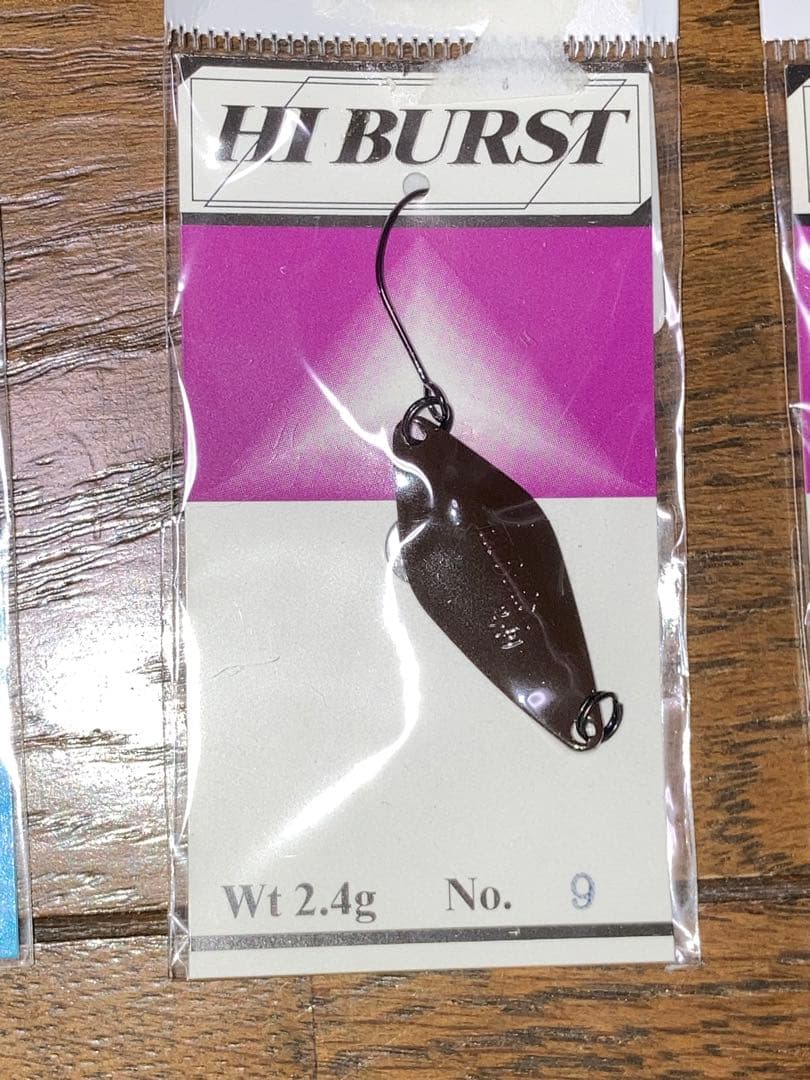 HI BURST
Wt 2.4g No. 9